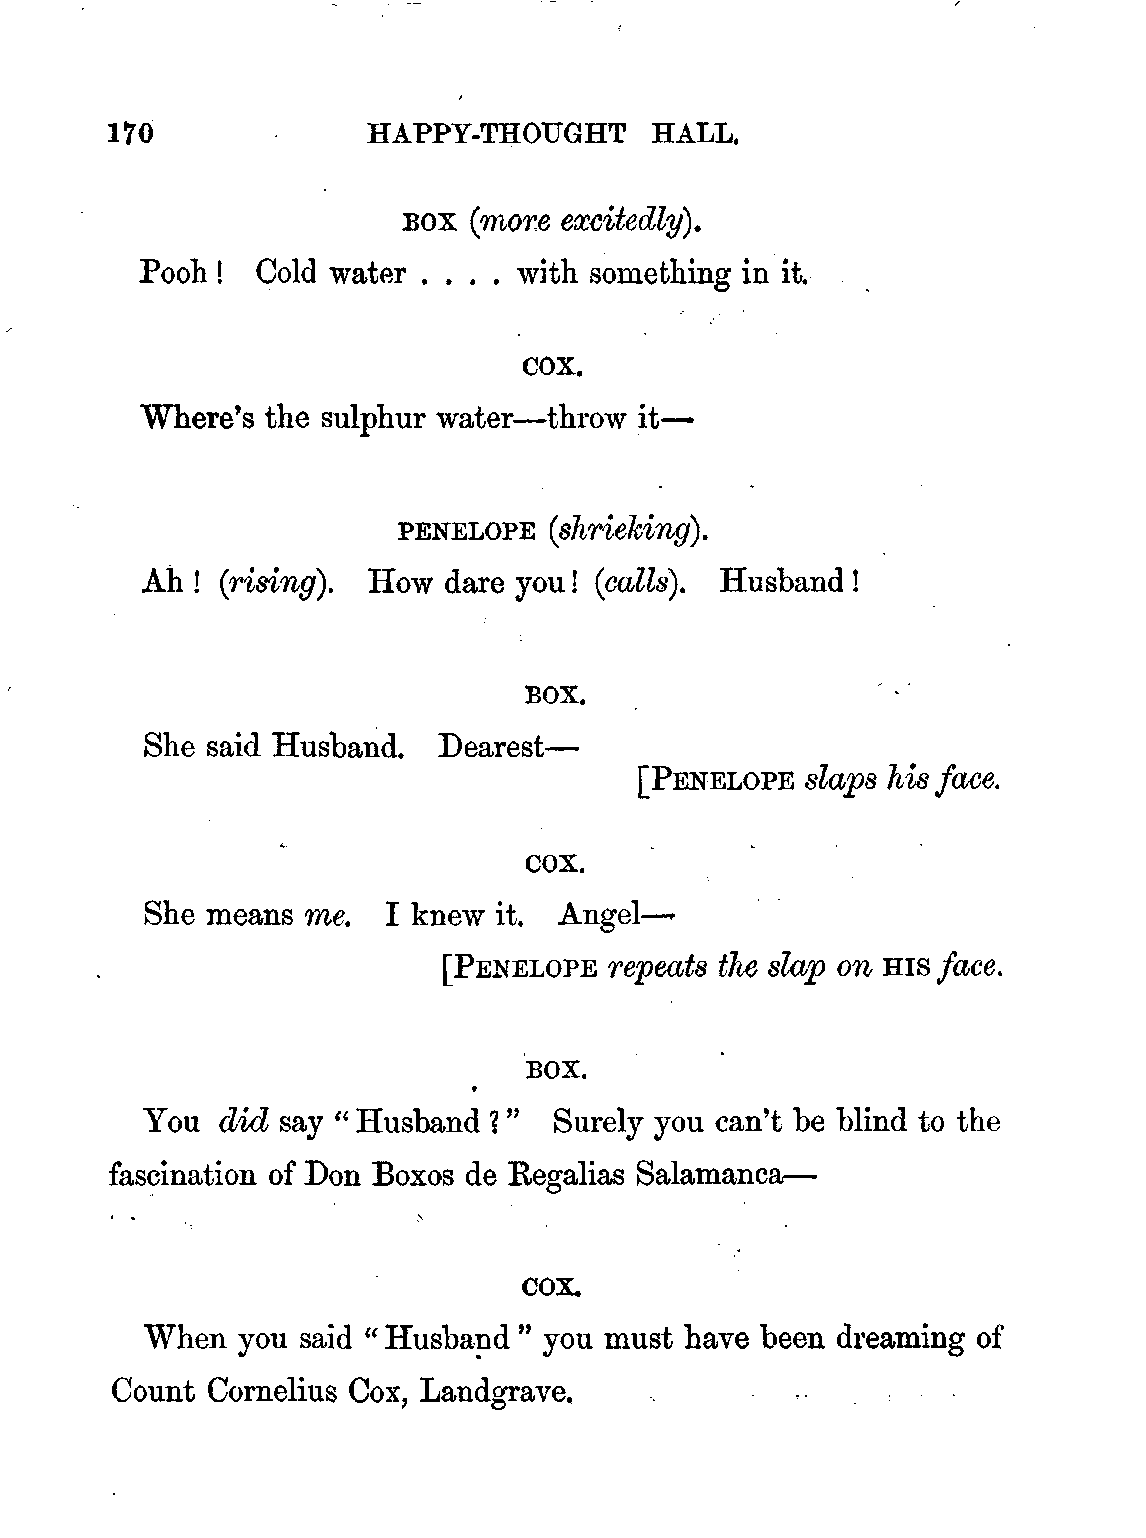 170 HAPPY-THOUGHT HALL.
BOX (more excitedly).
Pooh! Cold water . . . . with something in it.
COX.
Where's the sulphur water—throw it—
PENELOPE (shrieking).
Ah! (rising). How dare you! (calls). Husband!
BOX.
She said Husband. Dearest—
[PENELOPE slaps his face.
COX.
She means me. I knew it. Angel—
[PENELOPE repeats the slap on HIS face.
BOX.
You did say "Husband?" Surely you can't be blind to the
fascination of Don Boxos de Regalias Salamanca—
COX.
When you said "Husband" you must have been dreaming of
Count Cornelius Cox, Landgrave.